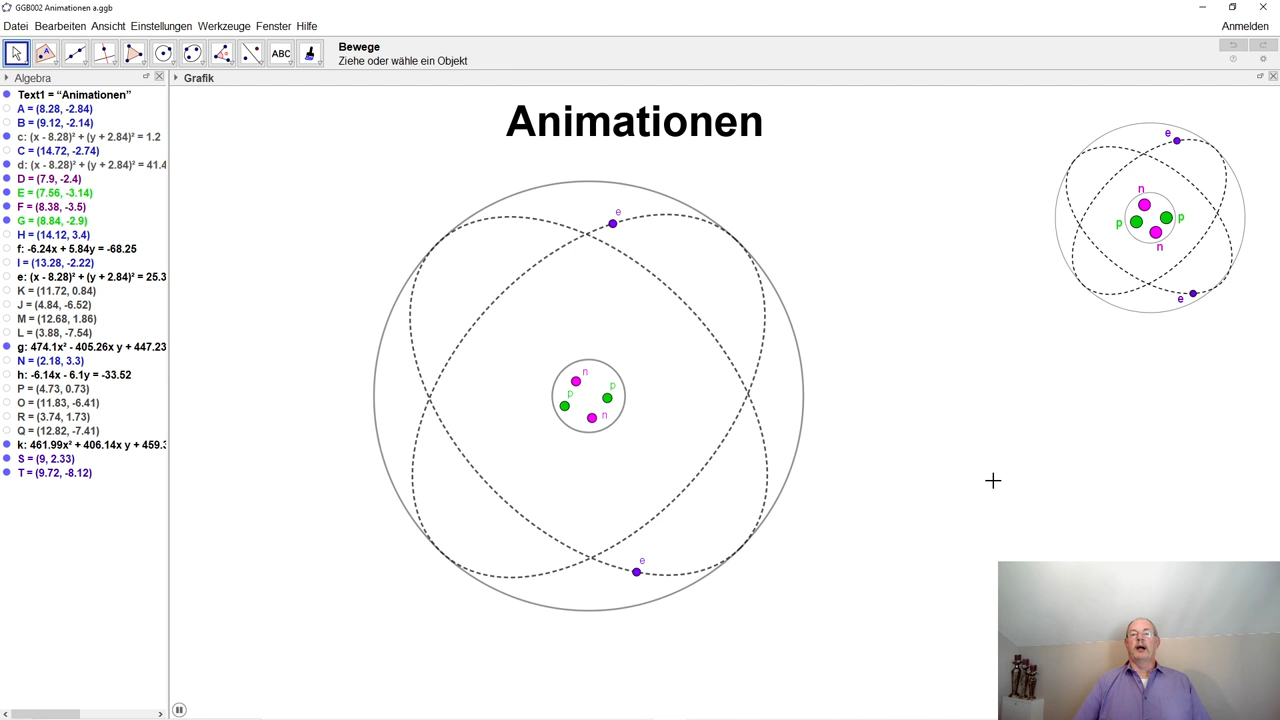 GGB002 Animationen a.ggb
Datei Bearbeiten Ansicht Einstellungen Werkzeuge Fenster Hilfe
Anmelden
ABC
Bewege
Ziehe oder wähle ein Objekt
Algebra
Grafik
Text1 = “Animationen”
A = (8.28, -2.84)
B = (9.12, -2.14)
c: (x - 8.28)² + (y + 2.84)² = 1.2
C = (14.72, -2.74)
d: (x - 8.28)² + (y + 2.84)² = 41.4
D = (7.9, -2.4)
E = (7.56, -3.14)
F = (8.38, -3.5)
G = (8.84, -2.9)
H = (14.12, 3.4)
f: -6.24x + 5.84y = -68.25
I = (13.28, -2.22)
e: (x - 8.28)² + (y + 2.84)² = 25.3
K = (11.72, 0.84)
J = (4.84, -6.52)
M = (12.68, 1.86)
L = (3.88, -7.54)
g: 474.1x² - 405.26x y + 447.23
N = (2.18, 3.3)
h: -6.14x - 6.1y = -33.52
P = (4.73, 0.73)
O = (11.83, -6.41)
R = (3.74, 1.73)
Q = (12.82, -7.41)
k: 461.99x² + 406.14x y + 459.3
S = (9, 2.33)
T = (9.72, -8.12)
Animationen
e
n
p
p
n
e
e
n
p
p
n
e